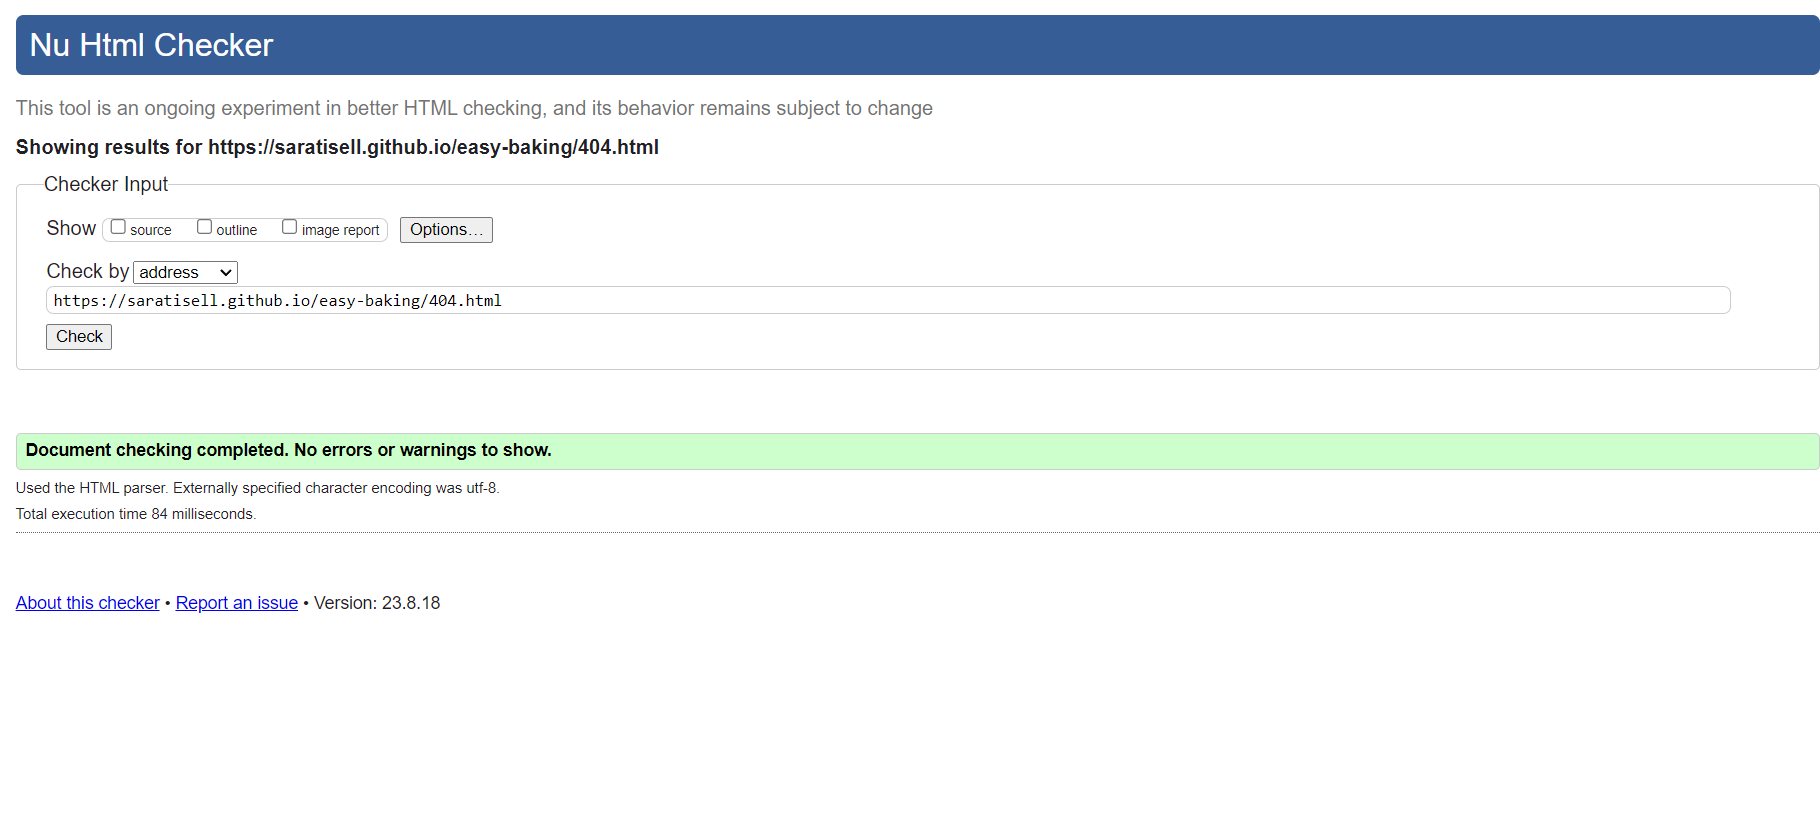 Nu Html Checker
This tool is an ongoing experiment in better HTML checking, and its behavior remains subject to change
Showing results for https://saratisell.github.io/easy-baking/404.html
Checker Input
Show source outline image report Options…
Check by address
https://saratisell.github.io/easy-baking/404.html
Check
Document checking completed. No errors or warnings to show.
Used the HTML parser. Externally specified character encoding was utf-8.
Total execution time 84 milliseconds.
About this checker • Report an issue • Version: 23.8.18